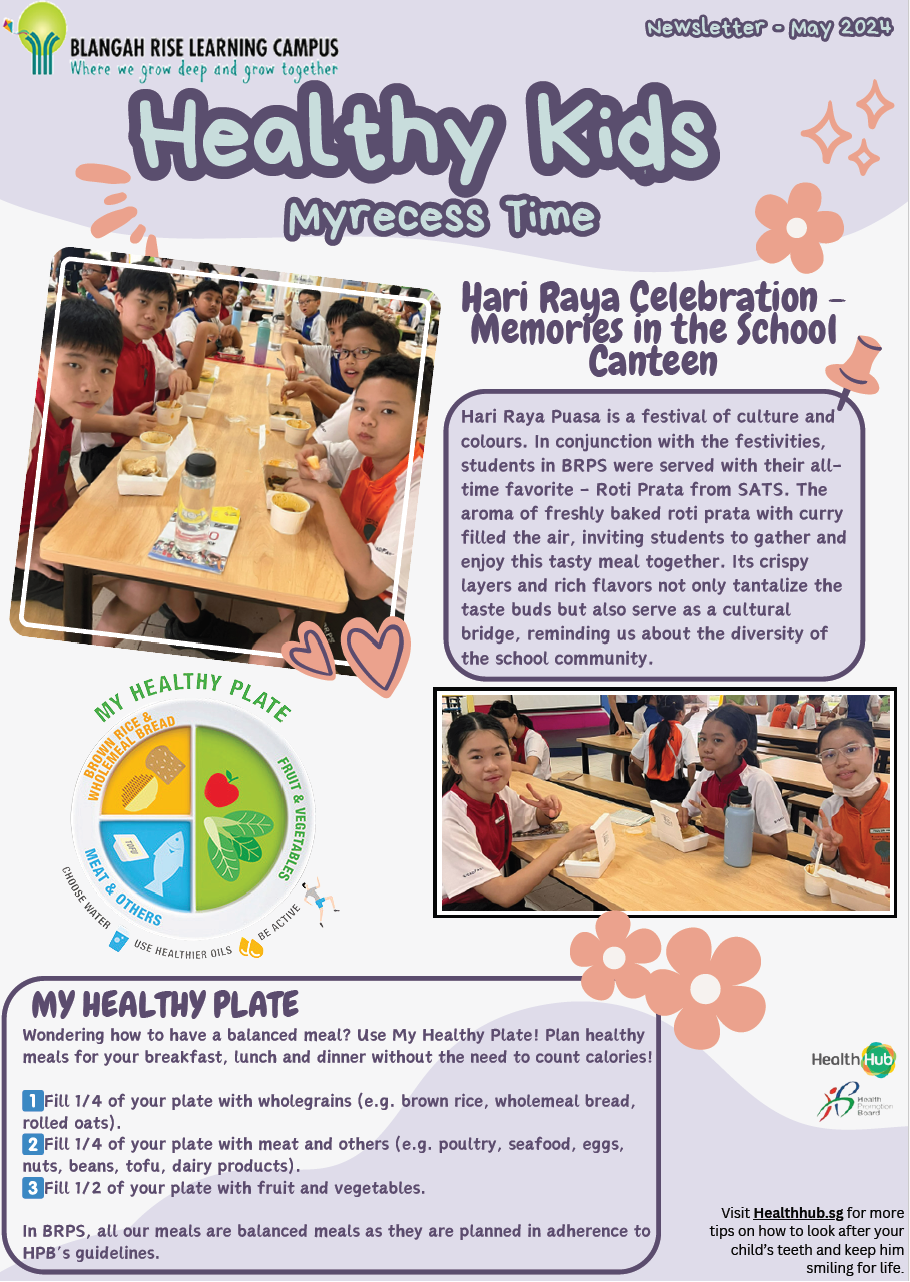 Newsletter - May 2024
BLANGAH RISE LEARNING CAMPUS
Where we grow deep and grow together
Healthy Kids
Myrecess Time
Hari Raya Celebration -
Memories in the School
Canteen
Hari Raya Puasa is a festival of culture and
colours. In conjunction with the festivities,
students in BRPS were served with their all-
time favorite - Roti Prata from SATS. The
aroma of freshly baked roti prata with curry
filled the air, inviting students to gather and
enjoy this tasty meal together. Its crispy
layers and rich flavors not only tantalize the
taste buds but also serve as a cultural
bridge, reminding us about the diversity of
the school community.
MY HEALTHY PLATE
BROWN RICE &
WHOLEMEAL BREAD
FRUIT & VEGETABLES
TOFU
MEAT & OTHERS
CHOOSE WATER
USE HEALTHIER OILS
BE ACTIVE
MY HEALTHY PLATE
Wondering how to have a balanced meal? Use My Healthy Plate! Plan healthy
meals for your breakfast, lunch and dinner without the need to count calories!
1 Fill 1/4 of your plate with wholegrains (e.g. brown rice, wholemeal bread,
rolled oats).
2 Fill 1/4 of your plate with meat and others (e.g. poultry, seafood, eggs,
nuts, beans, tofu, dairy products).
3 Fill 1/2 of your plate with fruit and vegetables.
In BRPS, all our meals are balanced meals as they are planned in adherence to
HPB's guidelines.
HealthHub
Health
Promotion
Board
Visit Healthhub.sg for more
tips on how to look after your
child's teeth and keep him
smiling for life.